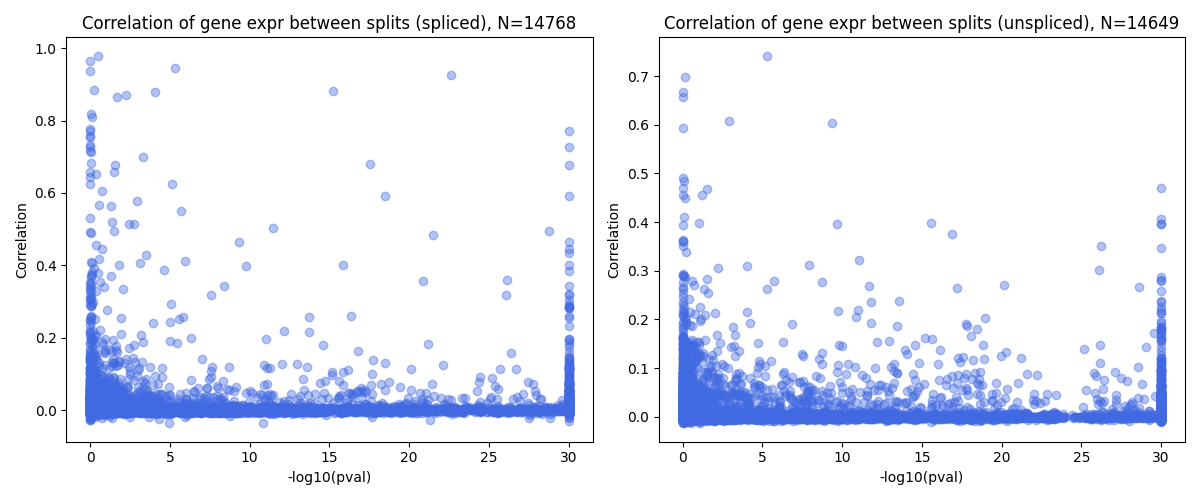 Correlation of gene expr between splits (spliced), N=14768
Correlation
1.0
0.8
0.6
0.4
0.2
0.0
0 5 10 15 20 25 30
-log10(pval)
Correlation of gene expr between splits (unspliced), N=14649
Correlation
0.7
0.6
0.5
0.4
0.3
0.2
0.1
0.0
0 5 10 15 20 25 30
-log10(pval)